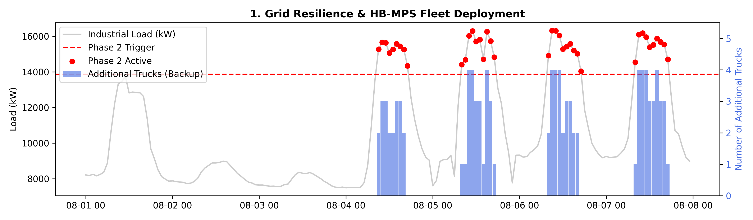 1. Grid Resilience & HB-MPS Fleet Deployment
Industrial Load (kW)
Phase 2 Trigger
Phase 2 Active
Additional Trucks (Backup)
Load (kW)
16000
14000
12000
10000
8000
Number of Additional Trucks
5
4
3
2
1
0
08 01 00
08 02 00
08 03 00
08 04 00
08 05 00
08 06 00
08 07 00
08 08 00